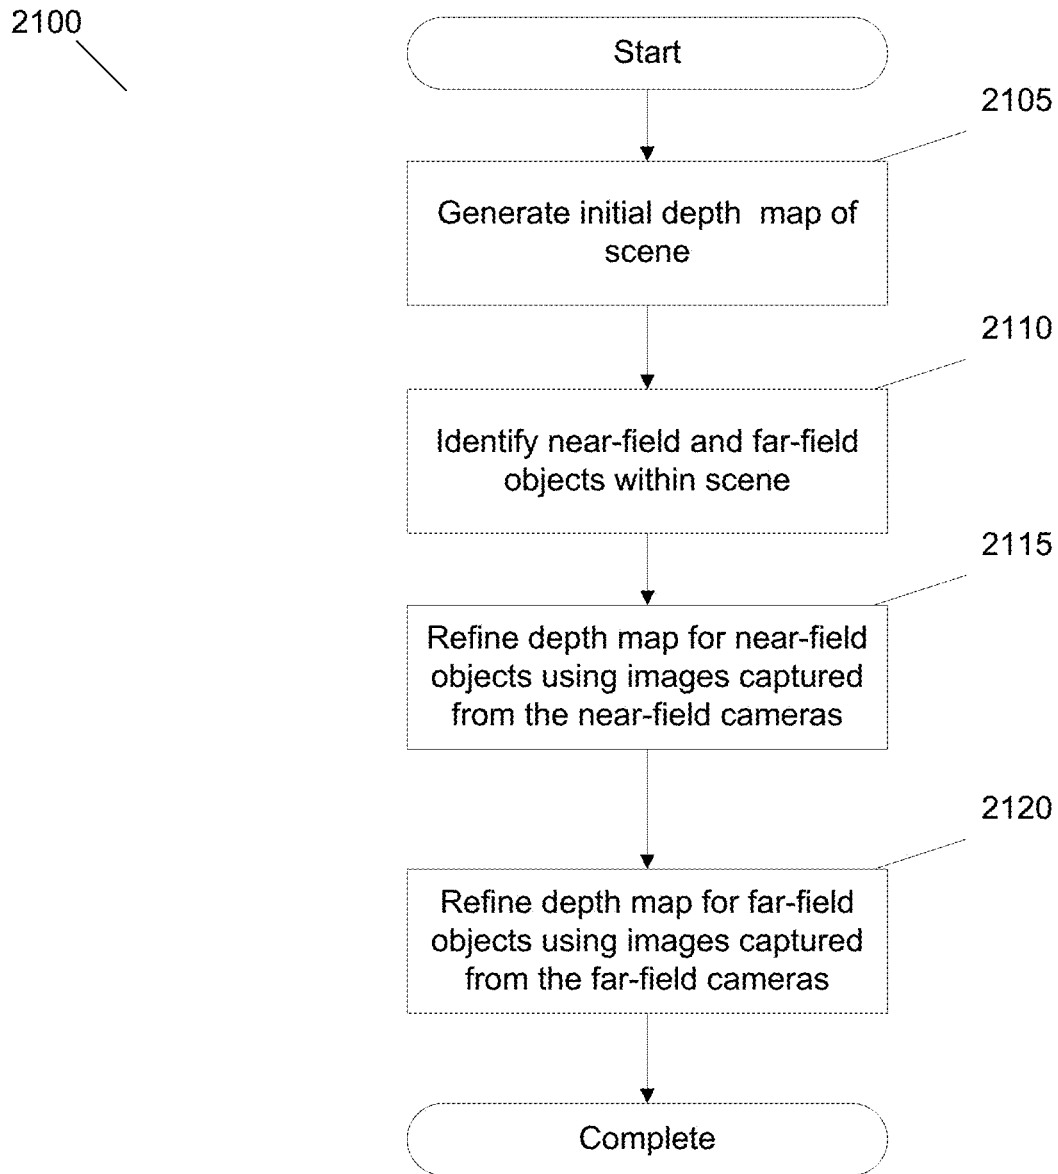 2100
Start
2105
Generate initial depth map of
scene
2110
Identify near-field and far-field
objects within scene
2115
Refine depth map for near-field
objects using images captured
from the near-field cameras
2120
Refine depth map for far-field
objects using images captured
from the far-field cameras
Complete